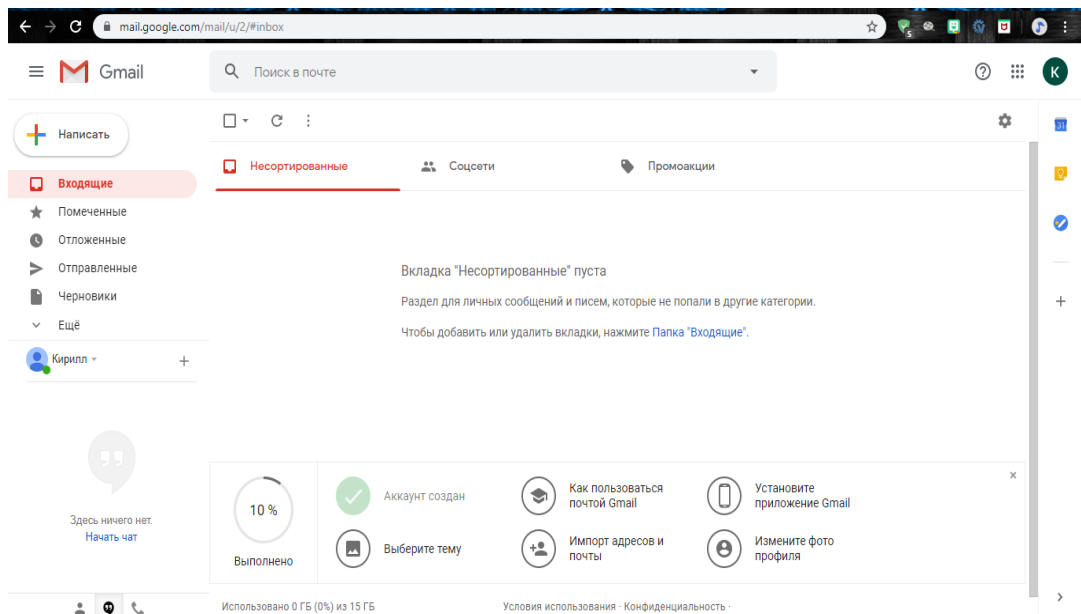 mail.google.com/mail/u/2/#inbox
Gmail
Поиск в почте
K
Написать
Несортированные
Соцсети
Промоакции
Входящие
Помеченные
Отложенные
Отправленные
Черновики
Ещё
Кирилл
Вкладка "Несортированные" пуста
Раздел для личных сообщений и писем, которые не попали в другие категории.
Чтобы добавить или удалить вкладки, нажмите Папка "Входящие".
31
Здесь ничего нет.
Начать чат
10 %
Выполнено
Аккаунт создан
Как пользоваться
почтой Gmail
Установите
приложение Gmail
Выберите тему
Импорт адресов и
почты
Измените фото
профиля
Использовано 0 ГБ (0%) из 15 ГБ
Условия использования · Конфиденциальность ·